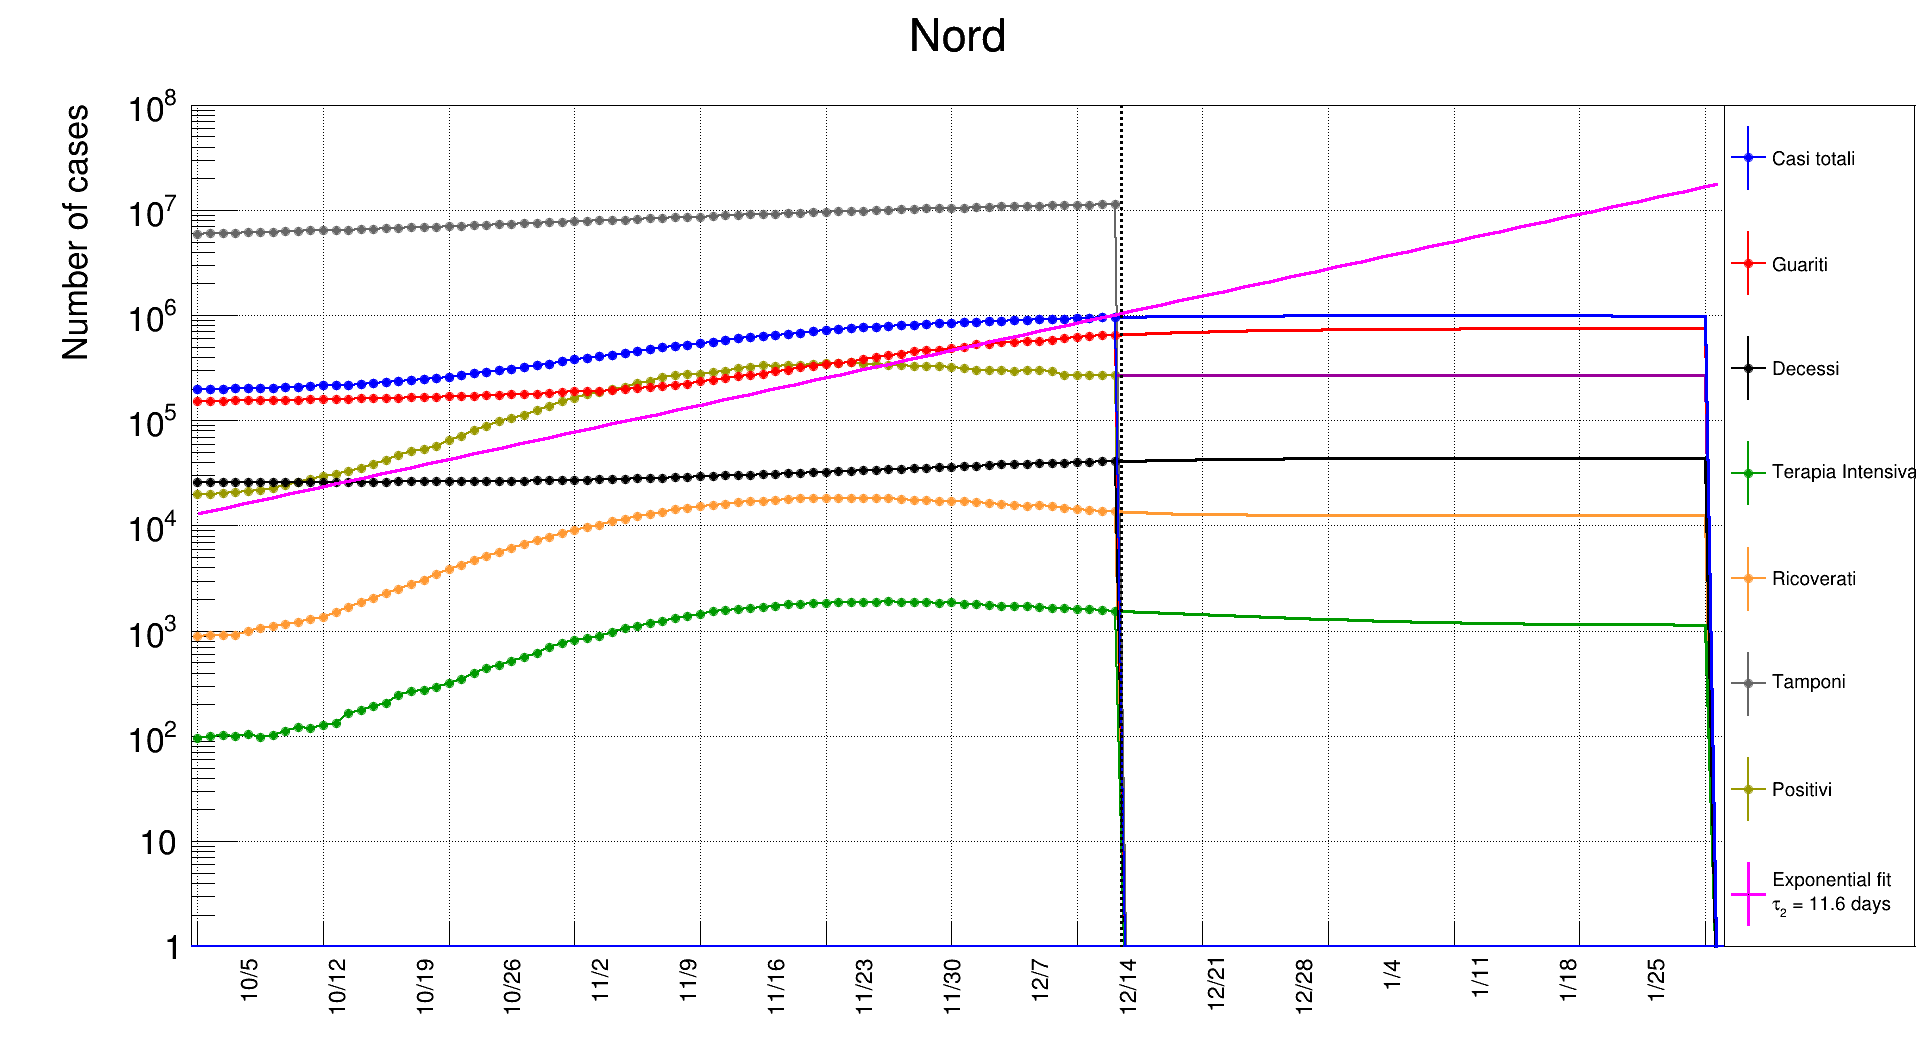 Nord
Number of cases
10^8
10^7
10^6
10^5
10^4
10^3
10^2
10
1
10/5
10/12
10/19
10/26
11/2
11/9
11/16
11/23
11/30
12/7
12/14
12/21
12/28
1/4
1/11
1/18
1/25
Casi totali
Guariti
Decessi
Terapia Intensiva
Ricoverati
Tamponi
Positivi
Exponential fit
τ₂ = 11.6 days